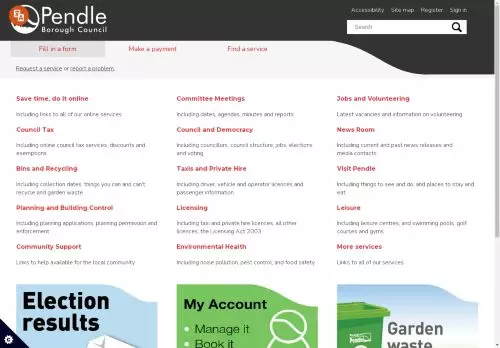 Pendle
Borough Council
Accessibility Site map Register Sign in
Search
Fill in a form Make a payment Find a service
Request a service or report a problem.
Save time, do it online
Including links to all of our online services
Committee Meetings
Including dates, agendas, minutes and reports
Jobs and Volunteering
Latest vacancies and information on volunteering
Council Tax
Including online council tax services, discounts and
exemptions
Council and Democracy
Including councillors, council structure, jobs, elections
and voting
News Room
Including current and past news releases and
media contacts
Bins and Recycling
Including collection dates, things you can and can't
recycle and garden waste
Taxis and Private Hire
Including driver, vehicle and operator licences and
passenger information
Visit Pendle
Including things to see and do, and places to stay and
eat
Planning and Building Control
Including planning applications, planning permission and
enforcement
Licensing
Including taxi and private hire licences, all other
licences, the Licensing Act 2003
Leisure
Including leisure centres, and swimming pools, golf
courses and gyms
Community Support
Links to help available for the local community
Environmental Health
Including noise pollution, pest control, and food safety
More services
Links to all of our services
Election
results
My Account
Manage it
Book it
Pendle
Garden
waste